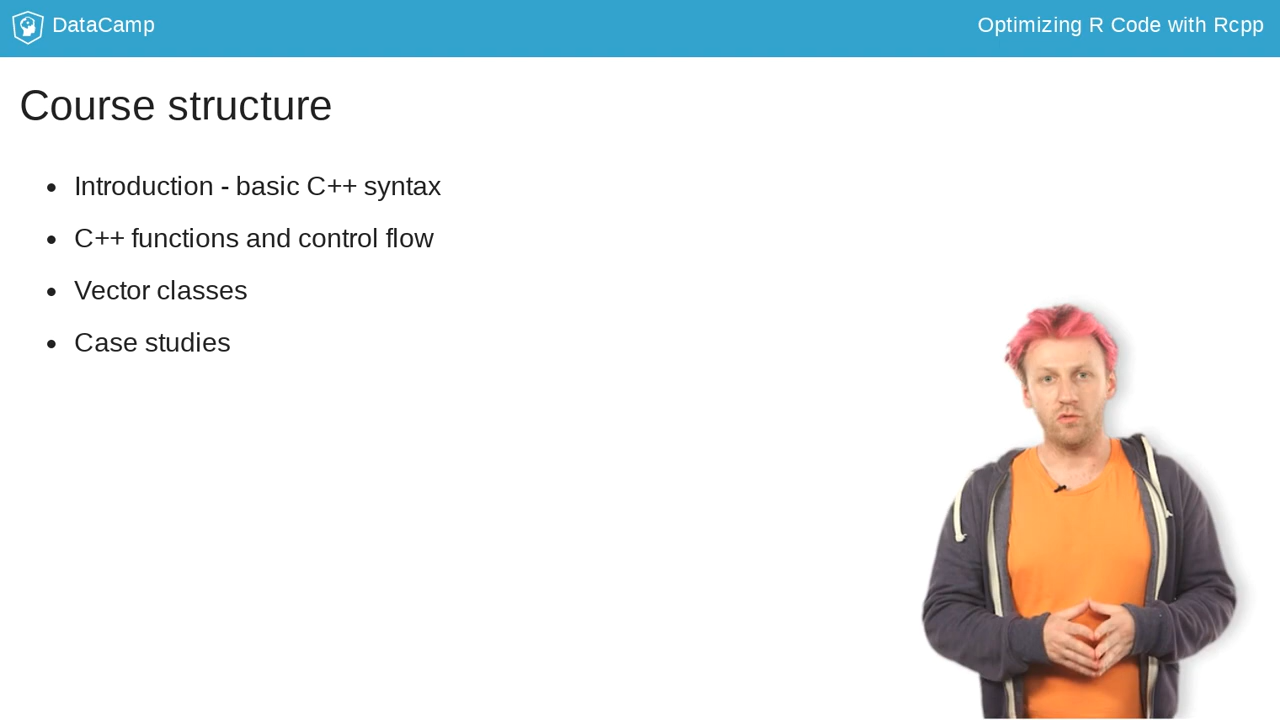 DataCamp
Optimizing R Code with Rcpp
Course structure
Introduction - basic C++ syntax
C++ functions and control flow
Vector classes
Case studies